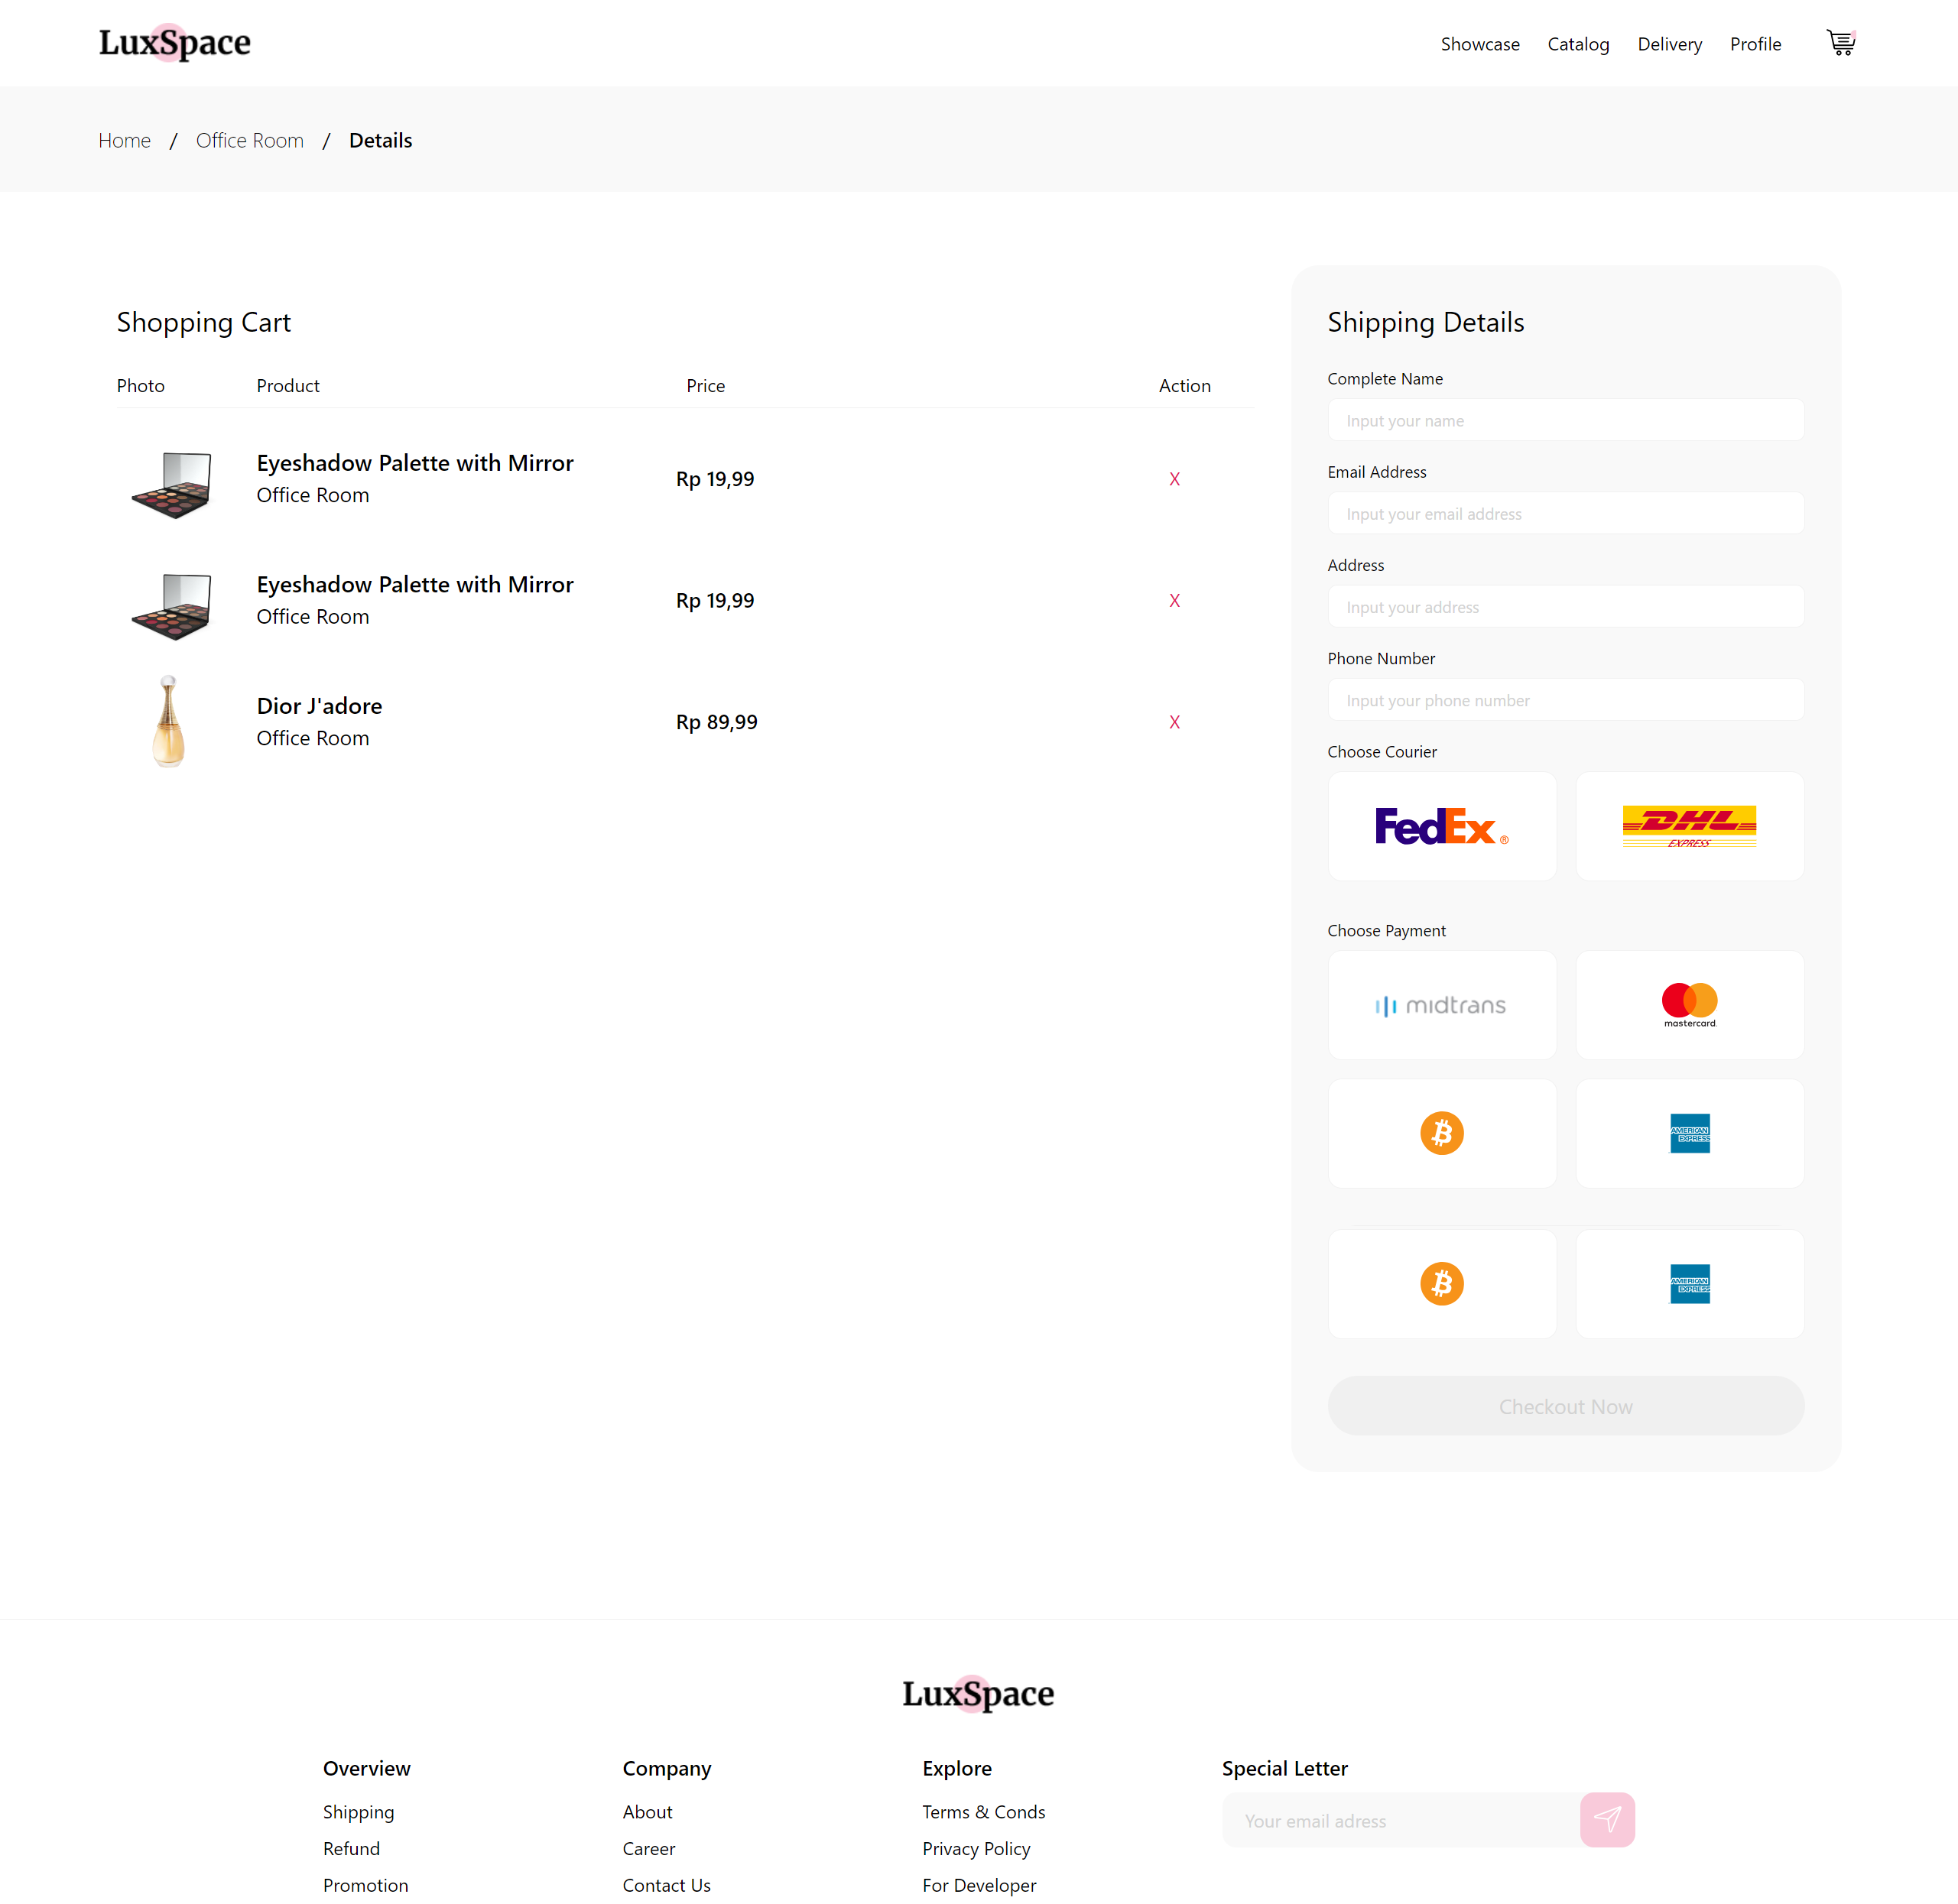 LuxSpace
Showcase Catalog Delivery Profile
Home / Office Room / Details
Shopping Cart
Photo Product Price Action
Eyeshadow Palette with Mirror
Office Room
Rp 19,99
X
Eyeshadow Palette with Mirror
Office Room
Rp 19,99
X
Dior J'adore
Office Room
Rp 89,99
X
Shipping Details
Complete Name
Input your name
Email Address
Input your email address
Address
Input your address
Phone Number
Input your phone number
Choose Courier
FedEx ®
DHL
EXPRESS
Choose Payment
midtrans
mastercard.
AMERICAN
EXPRESS
AMERICAN
EXPRESS
Checkout Now
LuxSpace
Overview
Shipping
Refund
Promotion
Company
About
Career
Contact Us
Explore
Terms & Conds
Privacy Policy
For Developer
Special Letter
Your email adress